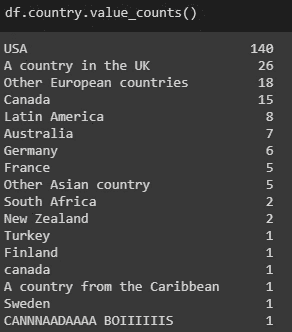 df.country.value_counts()
USA 140
A country in the UK 26
Other European countries 18
Canada 15
Latin America 8
Australia 7
Germany 6
France 5
Other Asian country 5
South Africa 2
New Zealand 2
Turkey 1
Finland 1
canada 1
A country from the Caribbean 1
Sweden 1
CANNNAADAAAA BOIIIIIIS 1